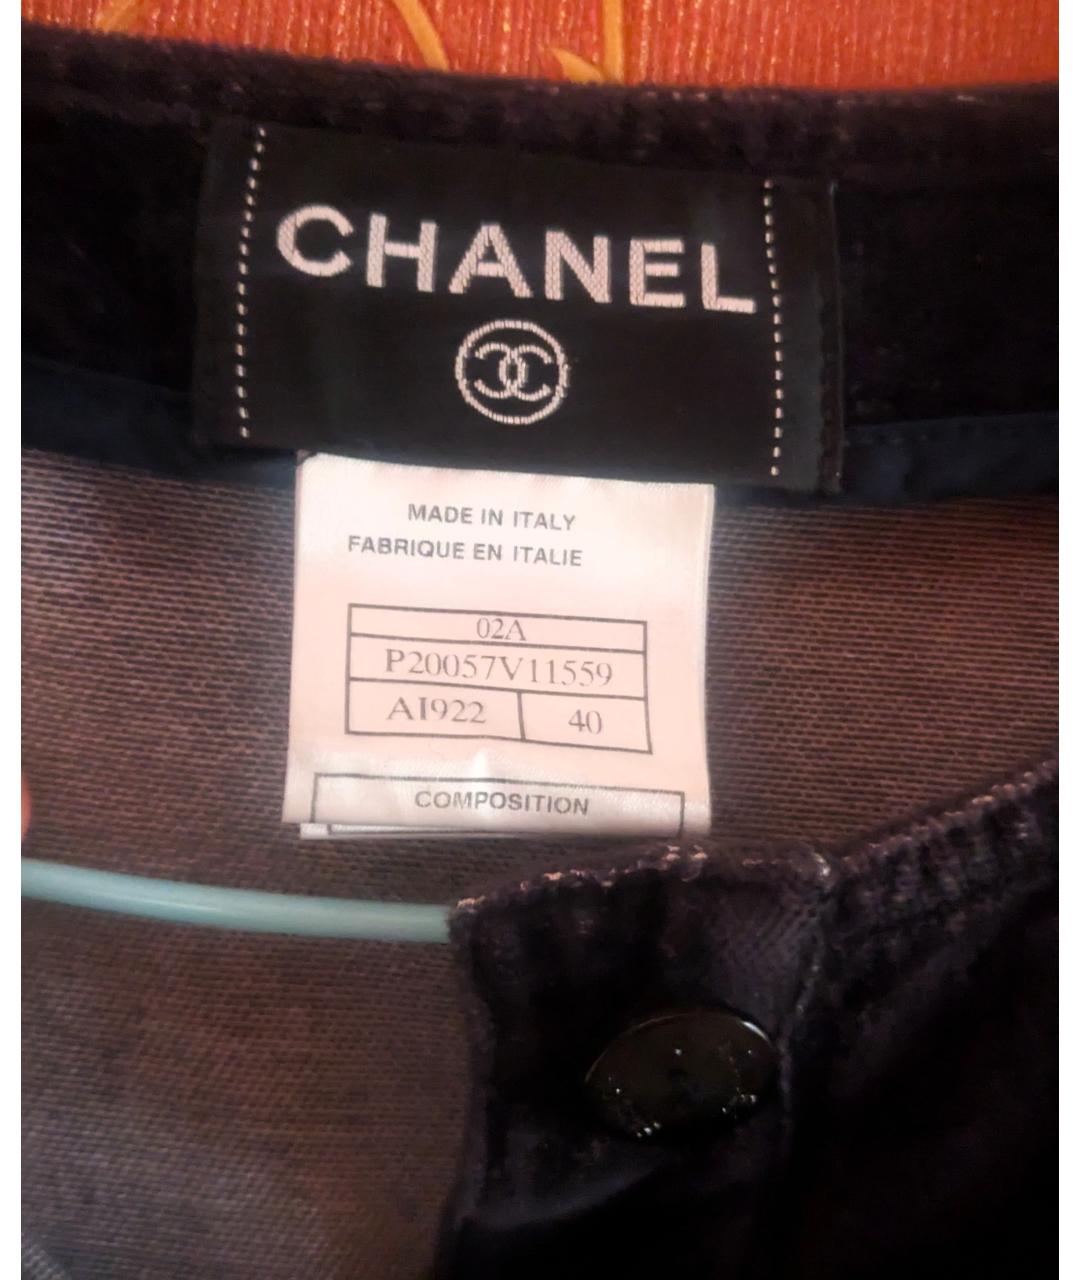 CHANEL
MADE IN ITALY
FABRIQUE EN ITALIE
02A
P20057V11559
AI922 40
COMPOSITION